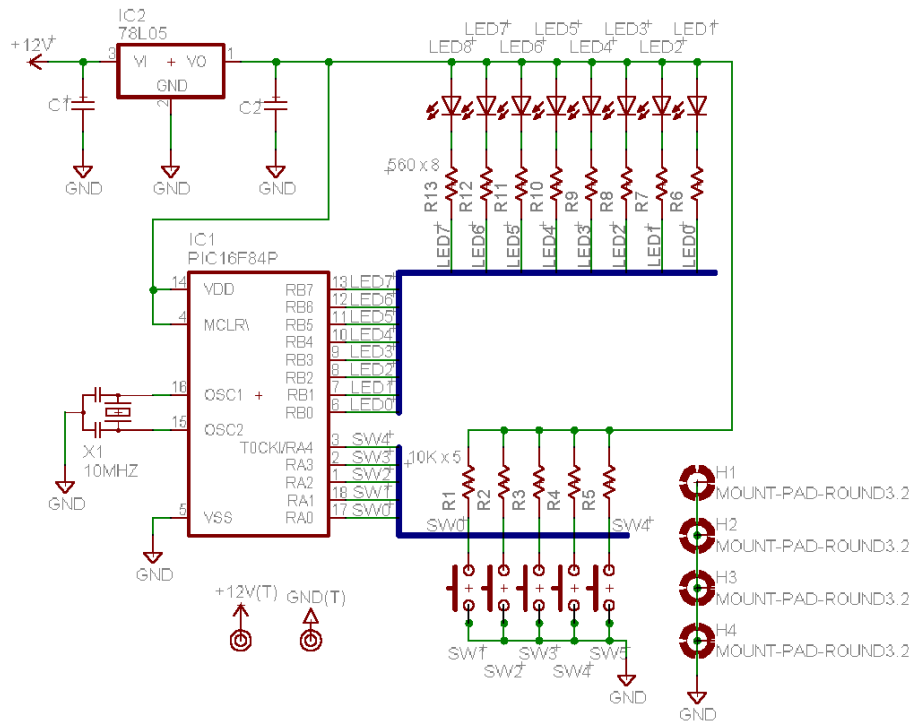 IC2
78L05
+12V
3
VI
VO
1
GND
2
C1
C2
GND
GND
GND
LED8
LED7
LED6
LED5
LED4
LED3
LED2
LED1
560 x 8
R13
R12
R11
R10
R9
R8
R7
R6
LED7
LED6
LED5
LED4
LED3
LED2
LED1
LED0
IC1
PIC16F84P
14
VDD
4
MCLR\
16
OSC1
15
OSC2
5
VSS
RB7
13
LED7
RB6
12
LED6
RB5
11
LED5
RB4
10
LED4
RB3
9
LED3
RB2
8
LED2
RB1
7
LED1
RB0
6
LED0
T0CKI/RA4
3
SW4
RA3
2
SW3
RA2
1
SW2
RA1
18
SW1
RA0
17
SW0
X1
10MHZ
GND
GND
10K x 5
R1
R2
R3
R4
R5
SW0
SW4
SW1
SW2
SW3
SW4
SW5
GND
+12V(T)
GND(T)
H1
MOUNT-PAD-ROUND3.2
H2
MOUNT-PAD-ROUND3.2
H3
MOUNT-PAD-ROUND3.2
H4
MOUNT-PAD-ROUND3.2
GND